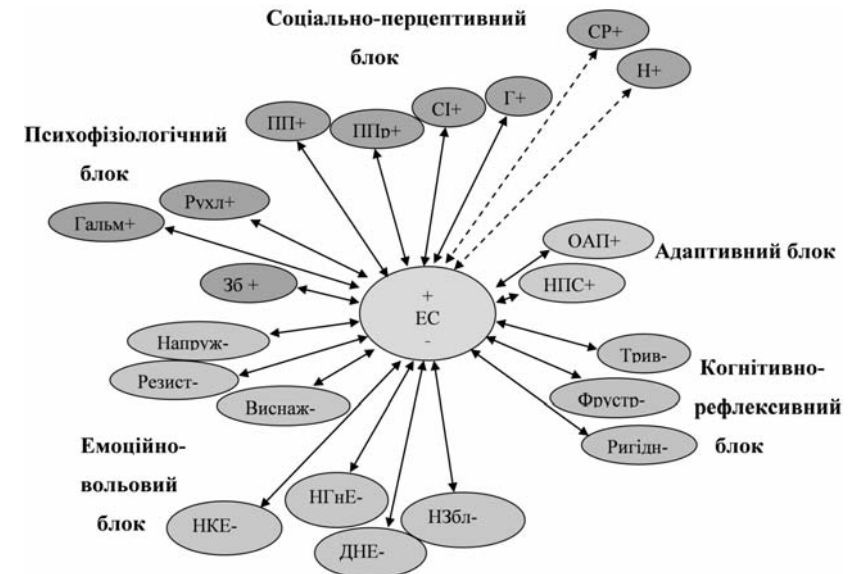 Соціально-перцептивний
блок
СР+
Н+
ПП+
ППр+
СІ+
Г+
Психофізіологічний
блок
Рухл+
Гальм+
Зб +
ОАП+
НПС+
Адаптивний блок
+
ЕС
-
Напруж-
Резист-
Виснаж-
Трив-
Фрустр-
Ригідн-
Когнітивно-
рефлексивний
блок
Емоційно-
вольовий
блок
НКЕ-
НГнЕ-
ДНЕ-
НЗбл-